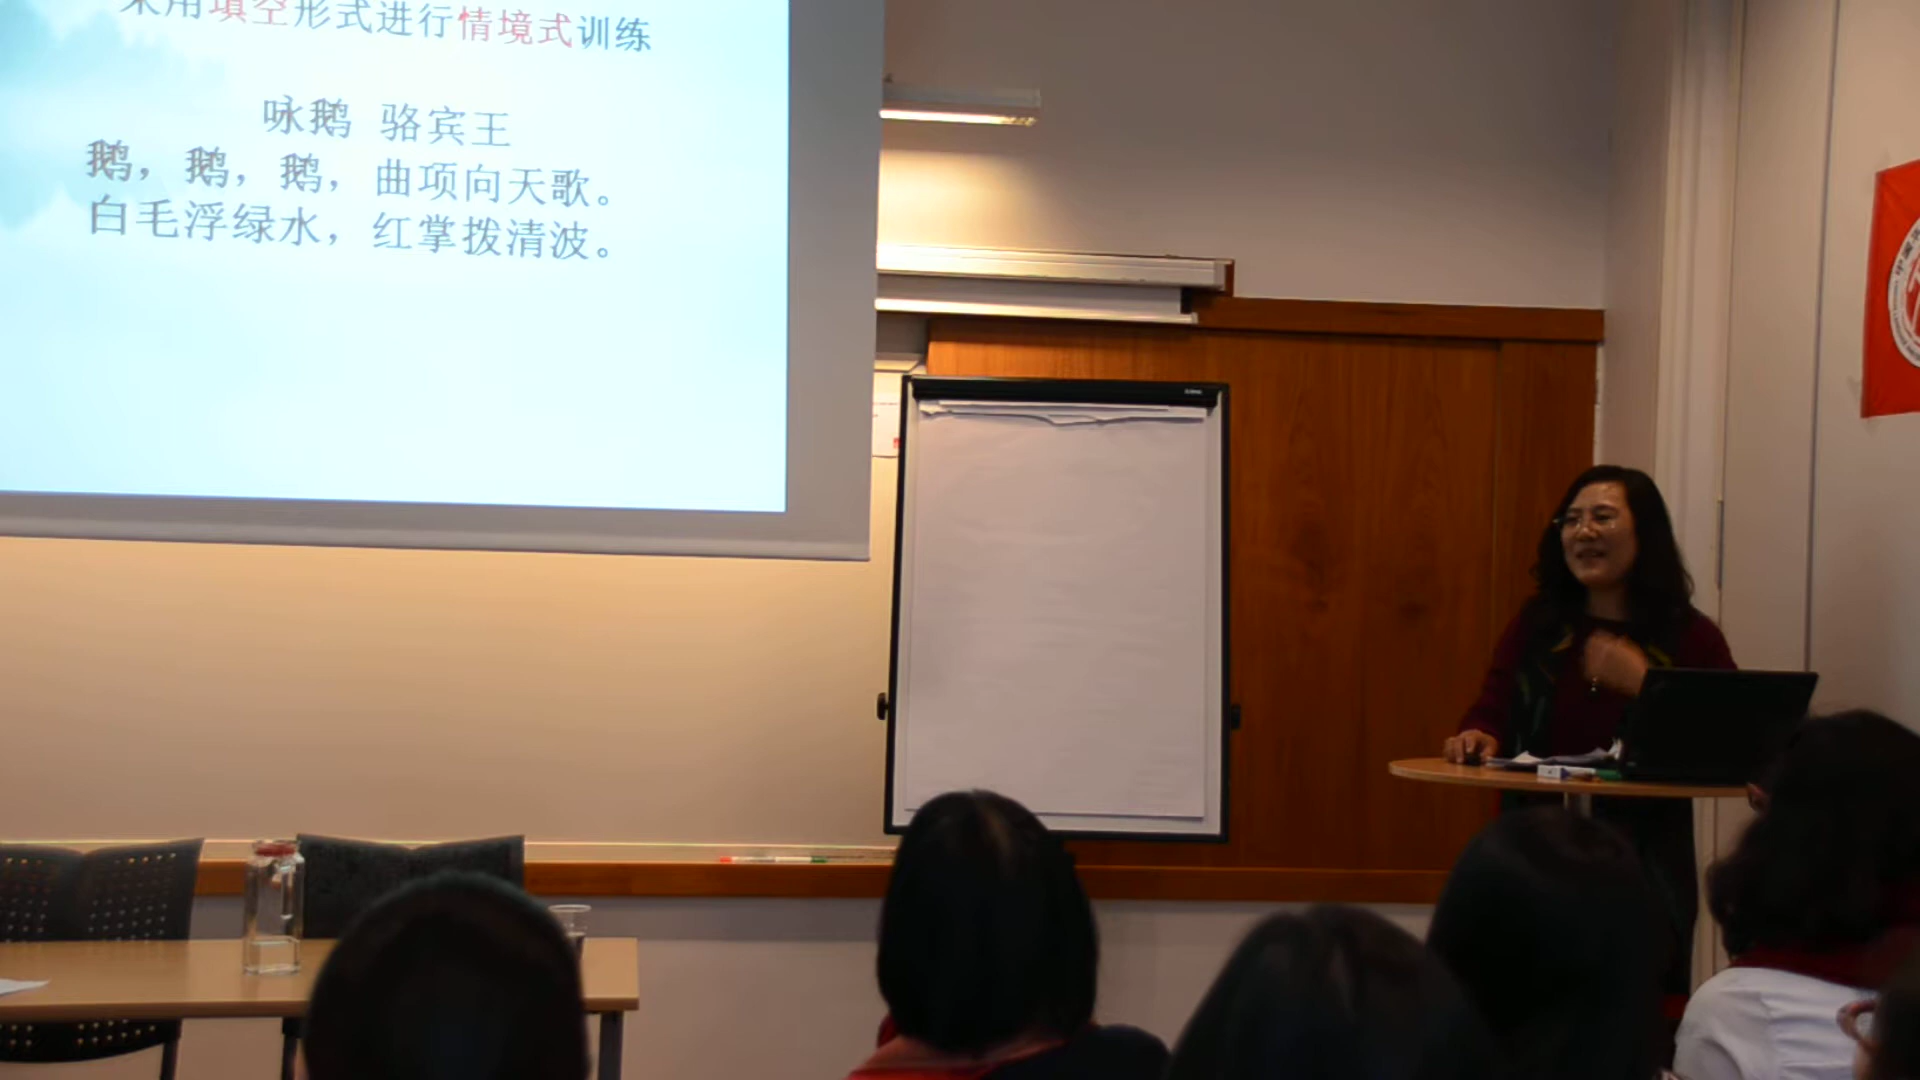 采用填空形式进行情境式训练
咏鹅 骆宾王
鹅，鹅，鹅，曲项向天歌。
白毛浮绿水，红掌拨清波。